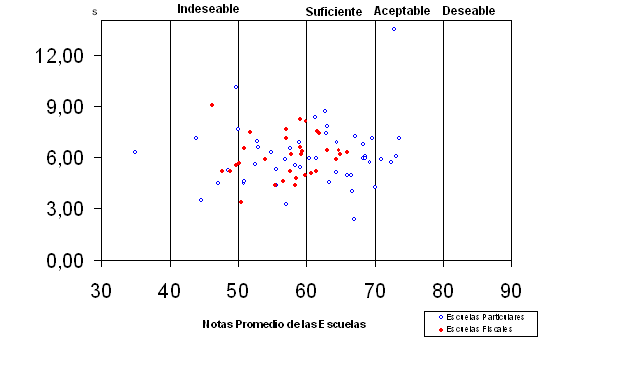 s
Indeseable Suficiente Aceptable Deseable
12,00
9,00
6,00
3,00
0,00
30 40 50 60 70 80 90
Notas Promedio de las Escuelas
Escuelas Particulares
Escuelas Fiscales